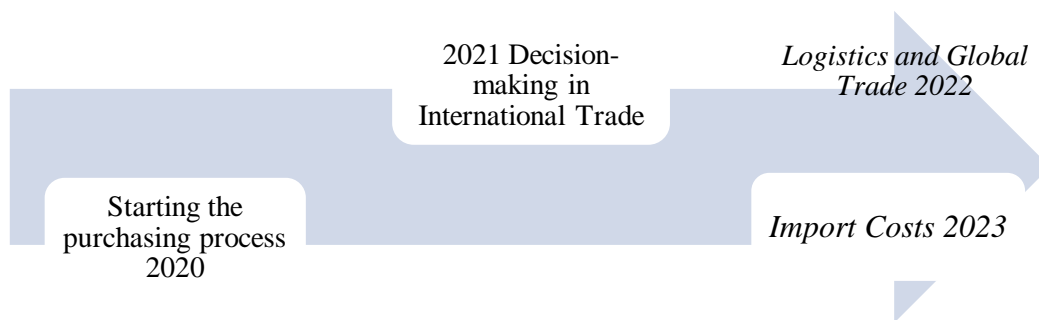 Starting the
purchasing process
2020
2021 Decision-
making in
International Trade
Logistics and Global
Trade 2022
Import Costs 2023